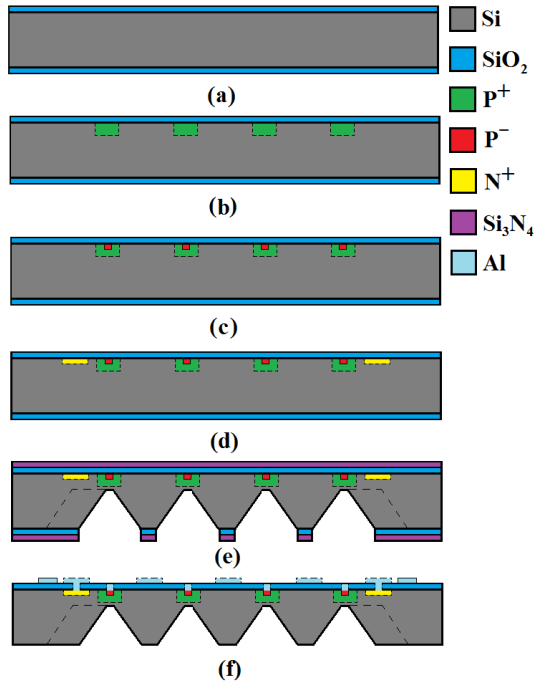 Si
SiO₂
(a)
P⁺
P⁻
(b)
N⁺
Si₃N₄
Al
(c)
(d)
(e)
(f)